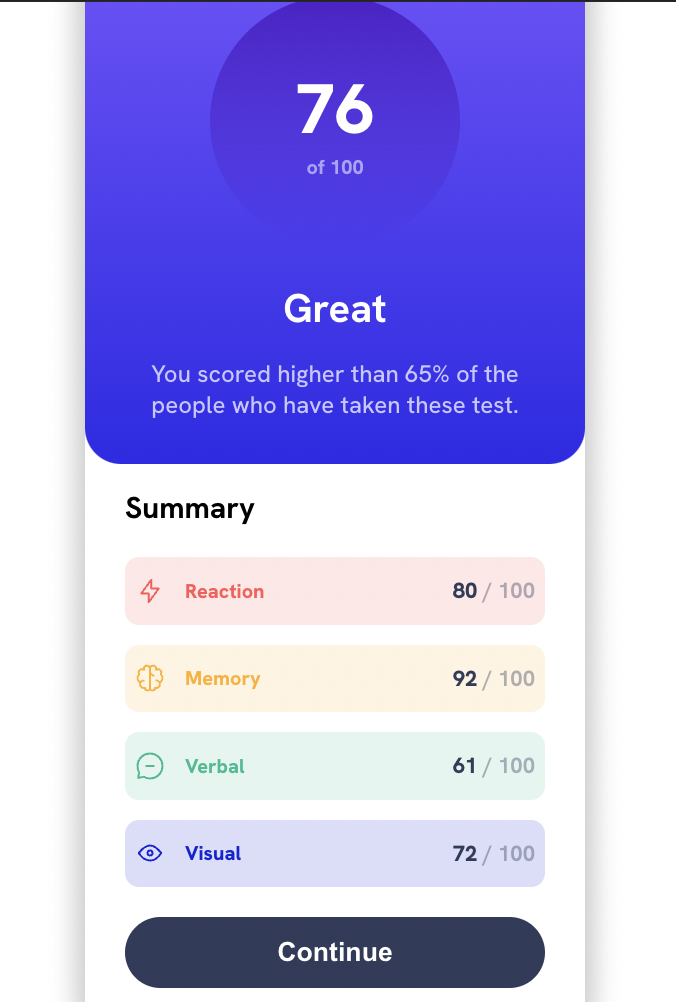 76
of 100
Great
You scored higher than 65% of the
people who have taken these test.
Summary
Reaction 80 / 100
Memory 92 / 100
Verbal 61 / 100
Visual 72 / 100
Continue